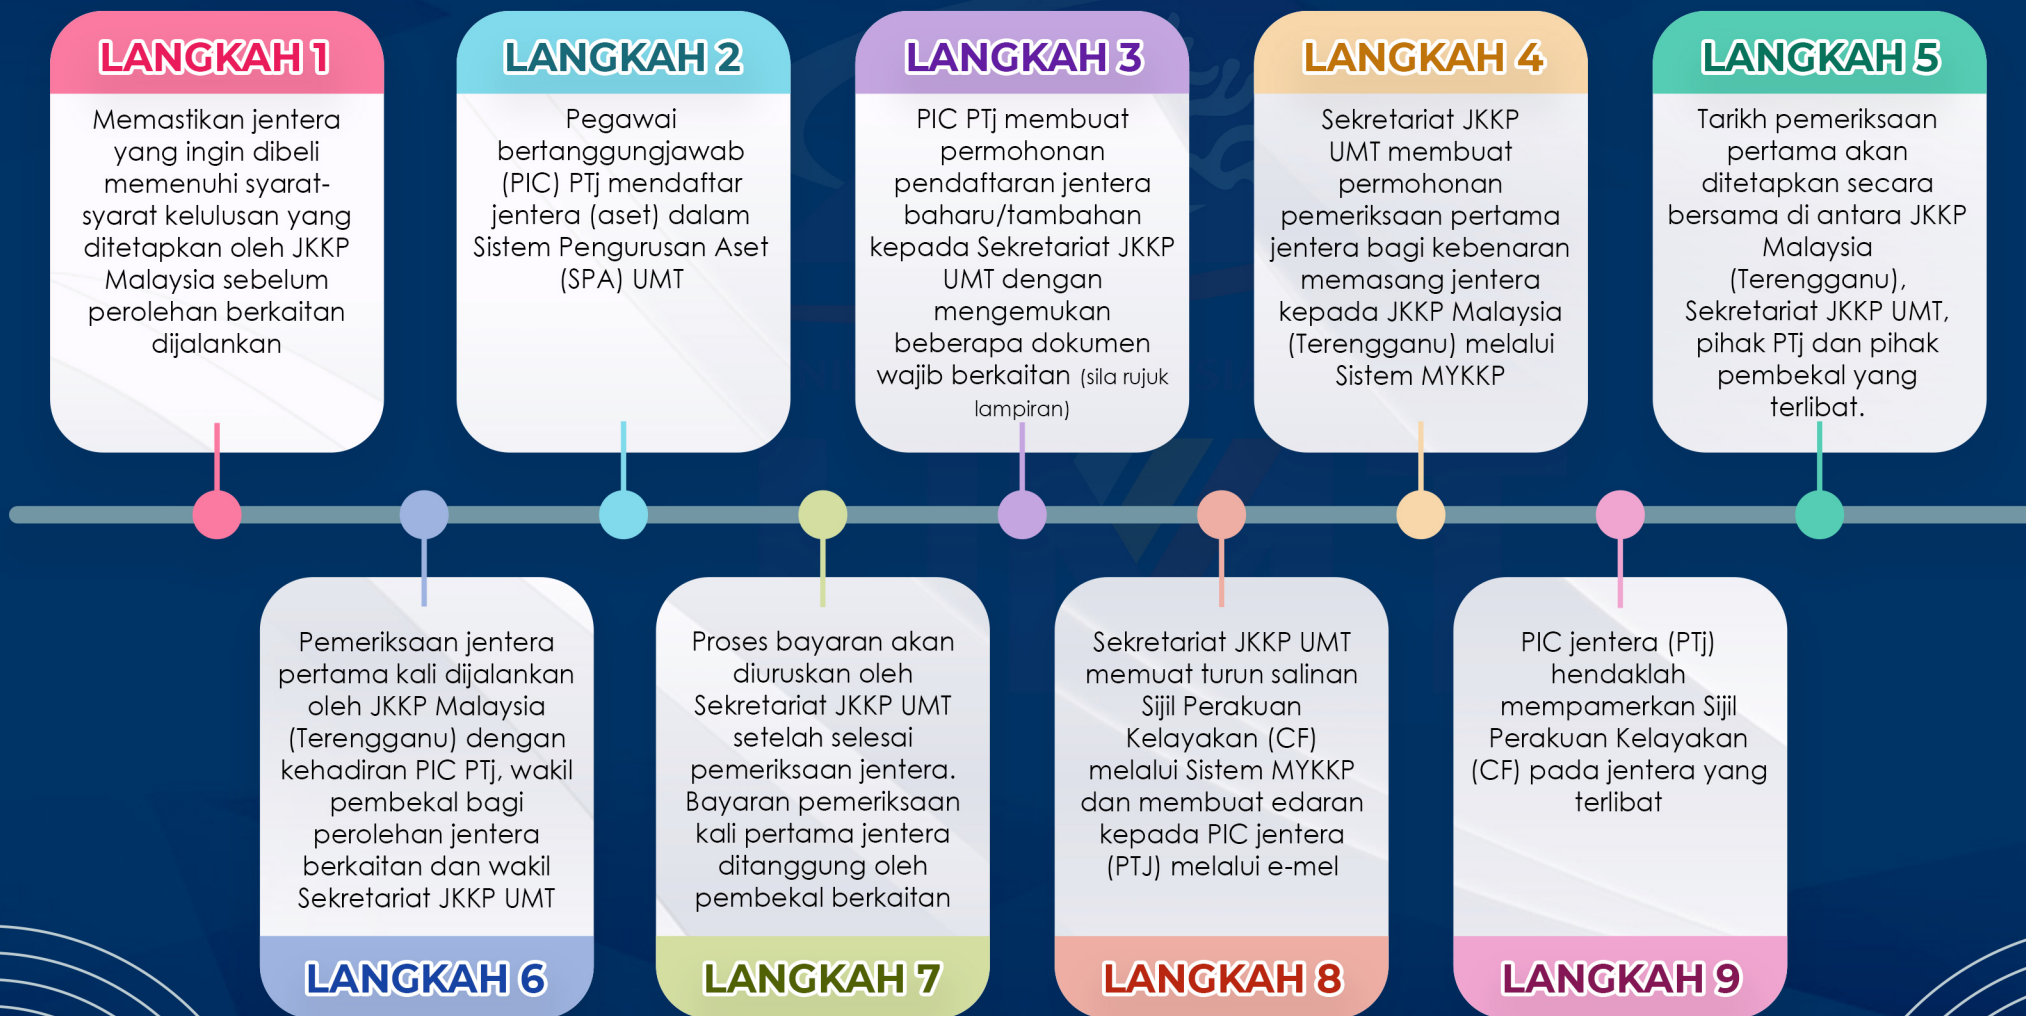 LANGKAH 1
Memastikan jentera
yang ingin dibeli
memenuhi syarat-
syarat kelulusan yang
ditetapkan oleh JKKP
Malaysia sebelum
perolehan berkaitan
dijalankan
LANGKAH 2
Pegawai
bertanggungjawab
(PIC) PTj mendaftar
jentera (aset) dalam
Sistem Pengurusan Aset
(SPA) UMT
LANGKAH 3
PIC PTj membuat
permohonan
pendaftaran jentera
baharu/tambahan
kepada Sekretariat JKKP
UMT dengan
mengemukan
beberapa dokumen
wajib berkaitan (sila rujuk
lampiran)
LANGKAH 4
Sekretariat JKKP
UMT membuat
permohonan
pemeriksaan pertama
jentera bagi kebenaran
memasang jentera
kepada JKKP Malaysia
(Terengganu) melalui
Sistem MYKKP
LANGKAH 5
Tarikh pemeriksaan
pertama akan
ditetapkan secara
bersama di antara JKKP
Malaysia
(Terengganu),
Sekretariat JKKP UMT,
pihak PTj dan pihak
pembekal yang
terlibat.
Pemeriksaan jentera
pertama kali dijalankan
oleh JKKP Malaysia
(Terengganu) dengan
kehadiran PIC PTj, wakil
pembekal bagi
perolehan jentera
berkaitan dan wakil
Sekretariat JKKP UMT
LANGKAH 6
Proses bayaran akan
diuruskan oleh
Sekretariat JKKP UMT
setelah selesai
pemeriksaan jentera.
Bayaran pemeriksaan
kali pertama jentera
ditanggung oleh
pembekal berkaitan
LANGKAH 7
Sekretariat JKKP UMT
memuat turun salinan
Sijil Perakuan
Kelayakan (CF)
melalui Sistem MYKKP
dan membuat edaran
kepada PIC jentera
(PTJ) melalui e-mel
LANGKAH 8
PIC jentera (PTj)
hendaklah
mempamerkan Sijil
Perakuan Kelayakan
(CF) pada jentera yang
terlibat
LANGKAH 9